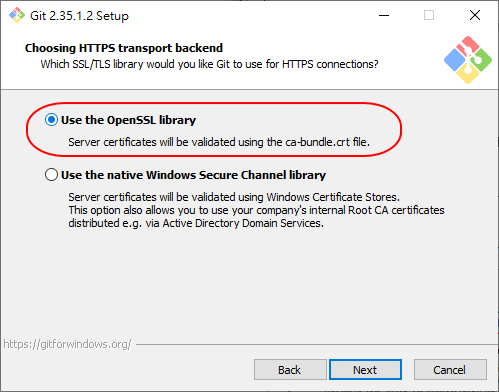 Git 2.35.1.2 Setup
Choosing HTTPS transport backend
Which SSL/TLS library would you like Git to use for HTTPS connections?
Use the OpenSSL library
Server certificates will be validated using the ca-bundle.crt file.
Use the native Windows Secure Channel library
Server certificates will be validated using Windows Certificate Stores.
This option also allows you to use your company's internal Root CA certificates
distributed e.g. via Active Directory Domain Services.
https://gitforwindows.org/
Back Next Cancel